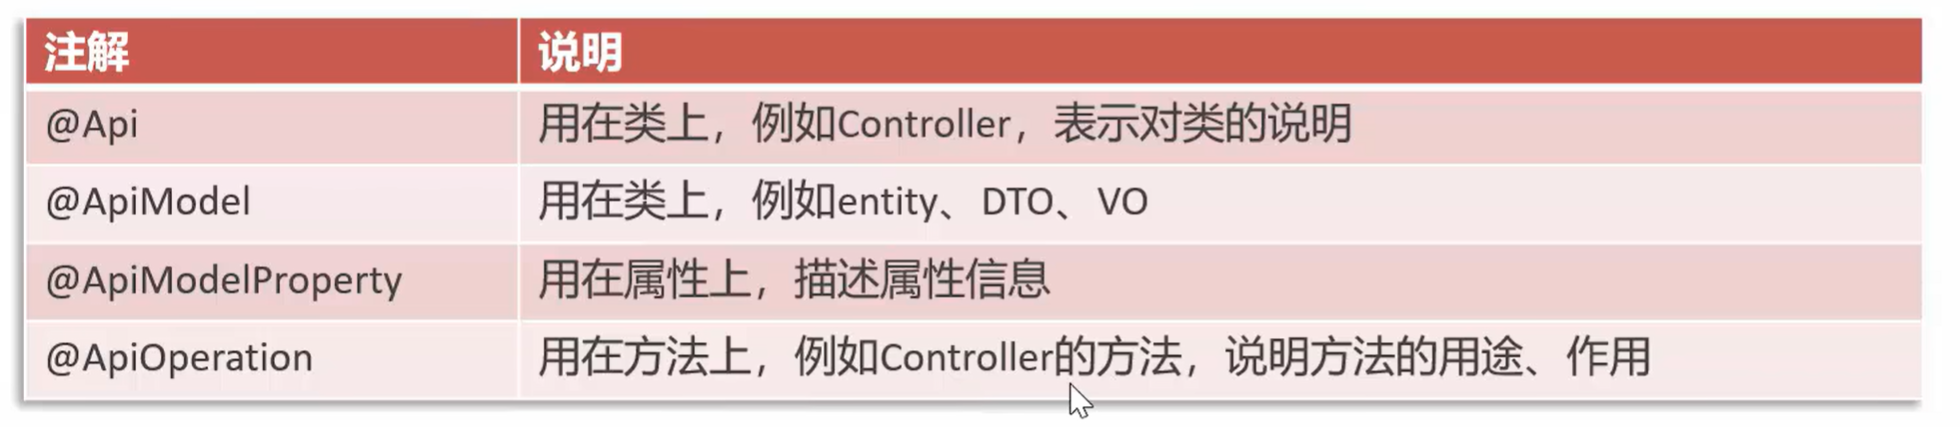 注解 说明
@Api 用在类上，例如Controller，表示对类的说明
@ApiModel 用在类上，例如entity、DTO、VO
@ApiModelProperty 用在属性上，描述属性信息
@ApiOperation 用在方法上，例如Controller的方法，说明方法的用途、作用